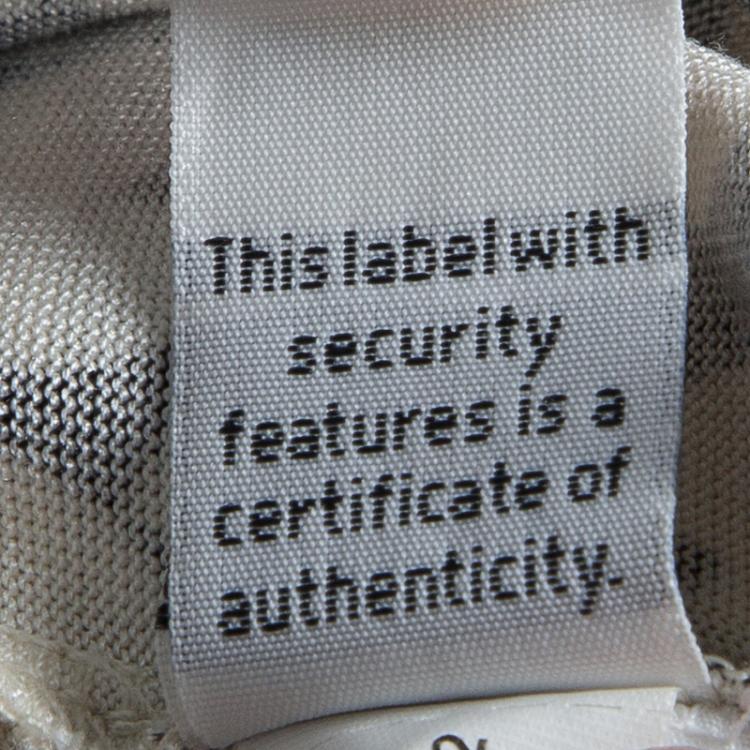 This label with
security
features is a
certificate of
authenticity.